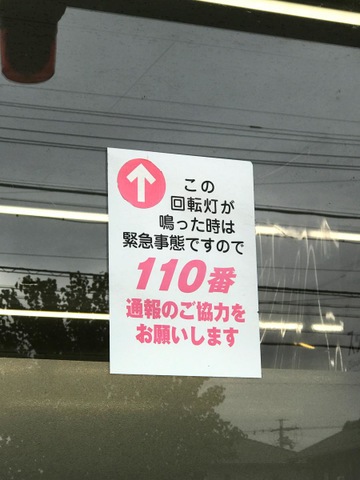 この
回転灯が
鳴った時は
緊急事態ですので
110番
通報のご協力を
お願いします